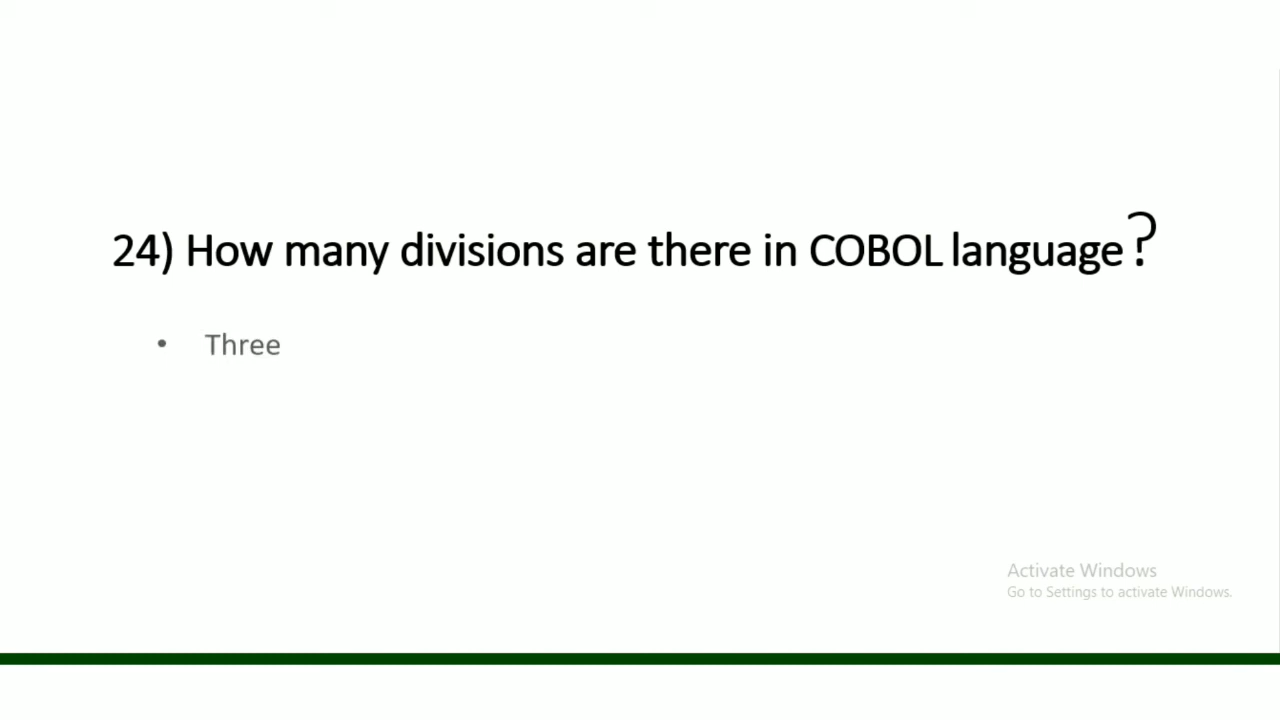 24) How many divisions are there in COBOL language?
• Three
Activate Windows
Go to Settings to activate Windows.